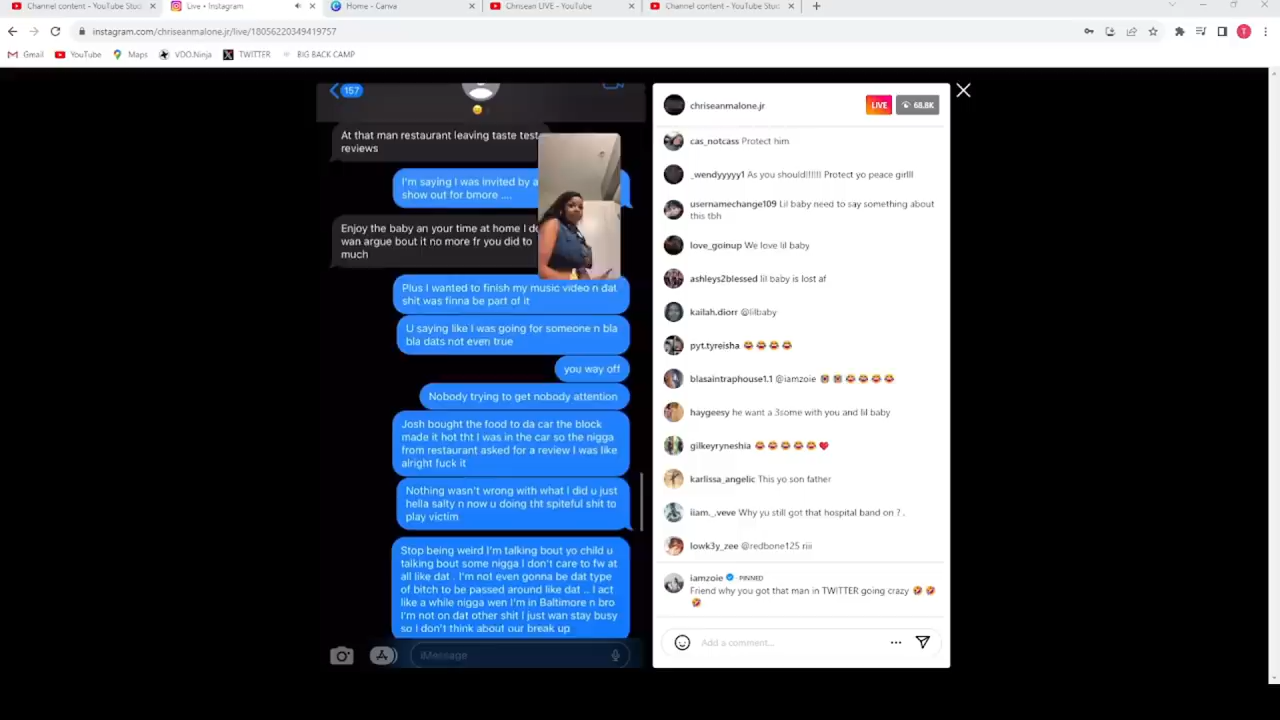 Channel content - YouTube Studi
Live • Instagram
Home - Canva
Chrisean LIVE - YouTube
Channel content - YouTube Studi
instagram.com/chriseanmalone.jr/live/18056220349419757
T
Gmail
YouTube
Maps
VDO.Ninja
TWITTER
BIG BACK CAMP
157
At that man restaurant leaving taste test
reviews
I'm saying I was invited by a
show out for bmore ....
Enjoy the baby an your time at home I d
wan argue bout it no more fr you did to
much
Plus I wanted to finish my music video n dat
shit was finna be part of it
U saying like I was going for someone n bla
bla dats not even true
you way off
Nobody trying to get nobody attention
Josh bought the food to da car the block
made it hot tht I was in the car so the nigga
from restaurant asked for a review I was like
alright fuck it
Nothing wasn't wrong with what I did u just
hella salty n now u doing tht spiteful shit to
play victim
Stop being weird I'm talking bout yo child u
talking bout some nigga I don't care to fw at
all like dat . I'm not even gonna be dat type
of bitch to be passed around like dat .. I act
like a while nigga wen I'm in Baltimore n bro
I'm not on dat other shit I just wan stay busy
so I don't think about our break up
iMessage
chriseanmalone.jr
LIVE
68.8K
cas_notcass Protect him
_wendyyyyy1 As you should!!!!!! Protect yo peace girlll
usernamechange109 Lil baby need to say something about
this tbh
love_goinup We love lil baby
ashleys2blessed lil baby is lost af
kailah.diorr @lilbaby
pyt.tyreisha 😂😂😂😂
blasaintraphouse1.1 @iamzoie 😭😭😂😂😂😂
haygeesy he want a 3some with you and lil baby
gilkeyryneshia 😂😂😂😂😂❤️
karlissa_angelic This yo son father
iiam._.veve Why yu still got that hospital band on ? .
lowk3y_zee @redbone125 riii
iamzoie • PINNED
Friend why you got that man in TWITTER going crazy 🤣🤣
🤣
Add a comment...